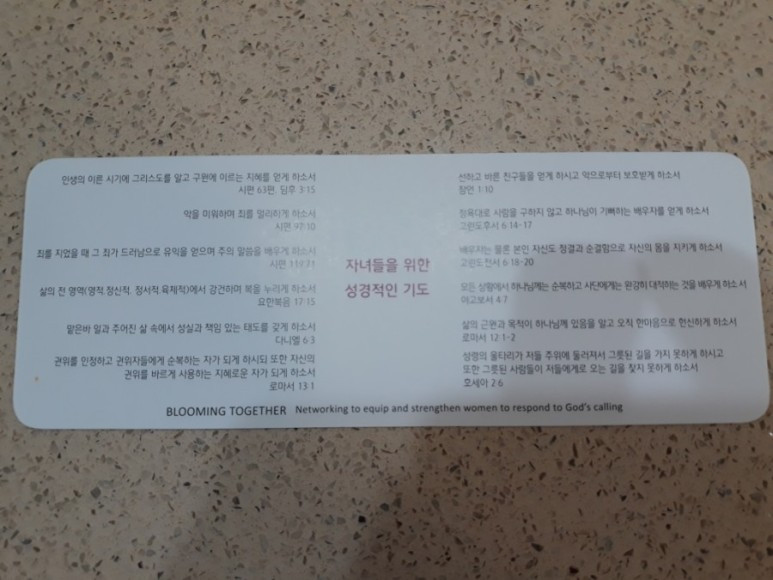 인생의 이른 시기에 그리스도를 알고 구원에 이르는 지혜를 얻게 하소서
시편 63편, 딤후 3:15
악을 미워하며 죄를 멀리하게 하소서
시편 97:10
죄를 지었을 때 그 죄가 드러남으로 유익을 얻으며 주의 말씀을 배우게 하소서
시편 119:71
삶의 전 영역(영적,정신적, 정서적,육체적)에서 강건하며 복을 누리게 하소서
요한복음 17:15
맡은바 일과 주어진 삶 속에서 성실과 책임 있는 태도를 갖게 하소서
다니엘 6:3
권위를 인정하고 권위자들에게 순복하는 자가 되게 하시되 또한 자신의
권위를 바르게 사용하는 지혜로운 자가 되게 하소서
로마서 13:1
자녀들을 위한
성경적인 기도
선하고 바른 친구들을 얻게 하시고 악으로부터 보호받게 하소서
잠언 1:10
정욕대로 사람을 구하지 않고 하나님이 기뻐하는 배우자를 얻게 하소서
고린도후서 6:14-17
배우자는 물론 본인 자신도 정결과 순결함으로 자신의 몸을 지키게 하소서
고린도전서 6:18-20
모든 상황에서 하나님께는 순복하고 사단에게는 완강히 대적하는 것을 배우게 하소서
야고보서 4:7
삶의 근편과 목적이 하나님께 있음을 알고 오직 한마음으로 헌신하게 하소서
로마서 12:1-2
성령의 울타리가 저들 주위에 둘러져서 그릇된 길을 가지 못하게 하시고
또한 그릇된 사람들이 저들에게로 오는 길을 찾지 못하게 하소서
호세아 2:6
BLOOMING TOGETHER Networking to equip and strengthen women to respond to God's calling